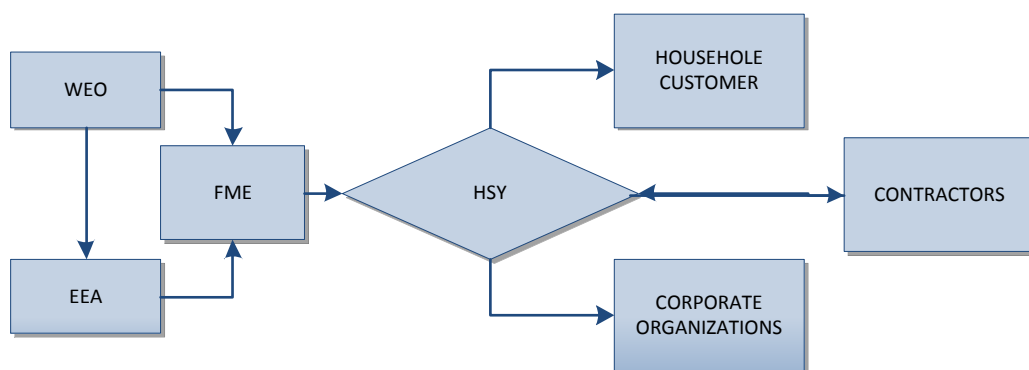 WEO
FME
EEA
HSY
HOUSEHOLE
CUSTOMER
CONTRACTORS
CORPORATE
ORGANIZATIONS